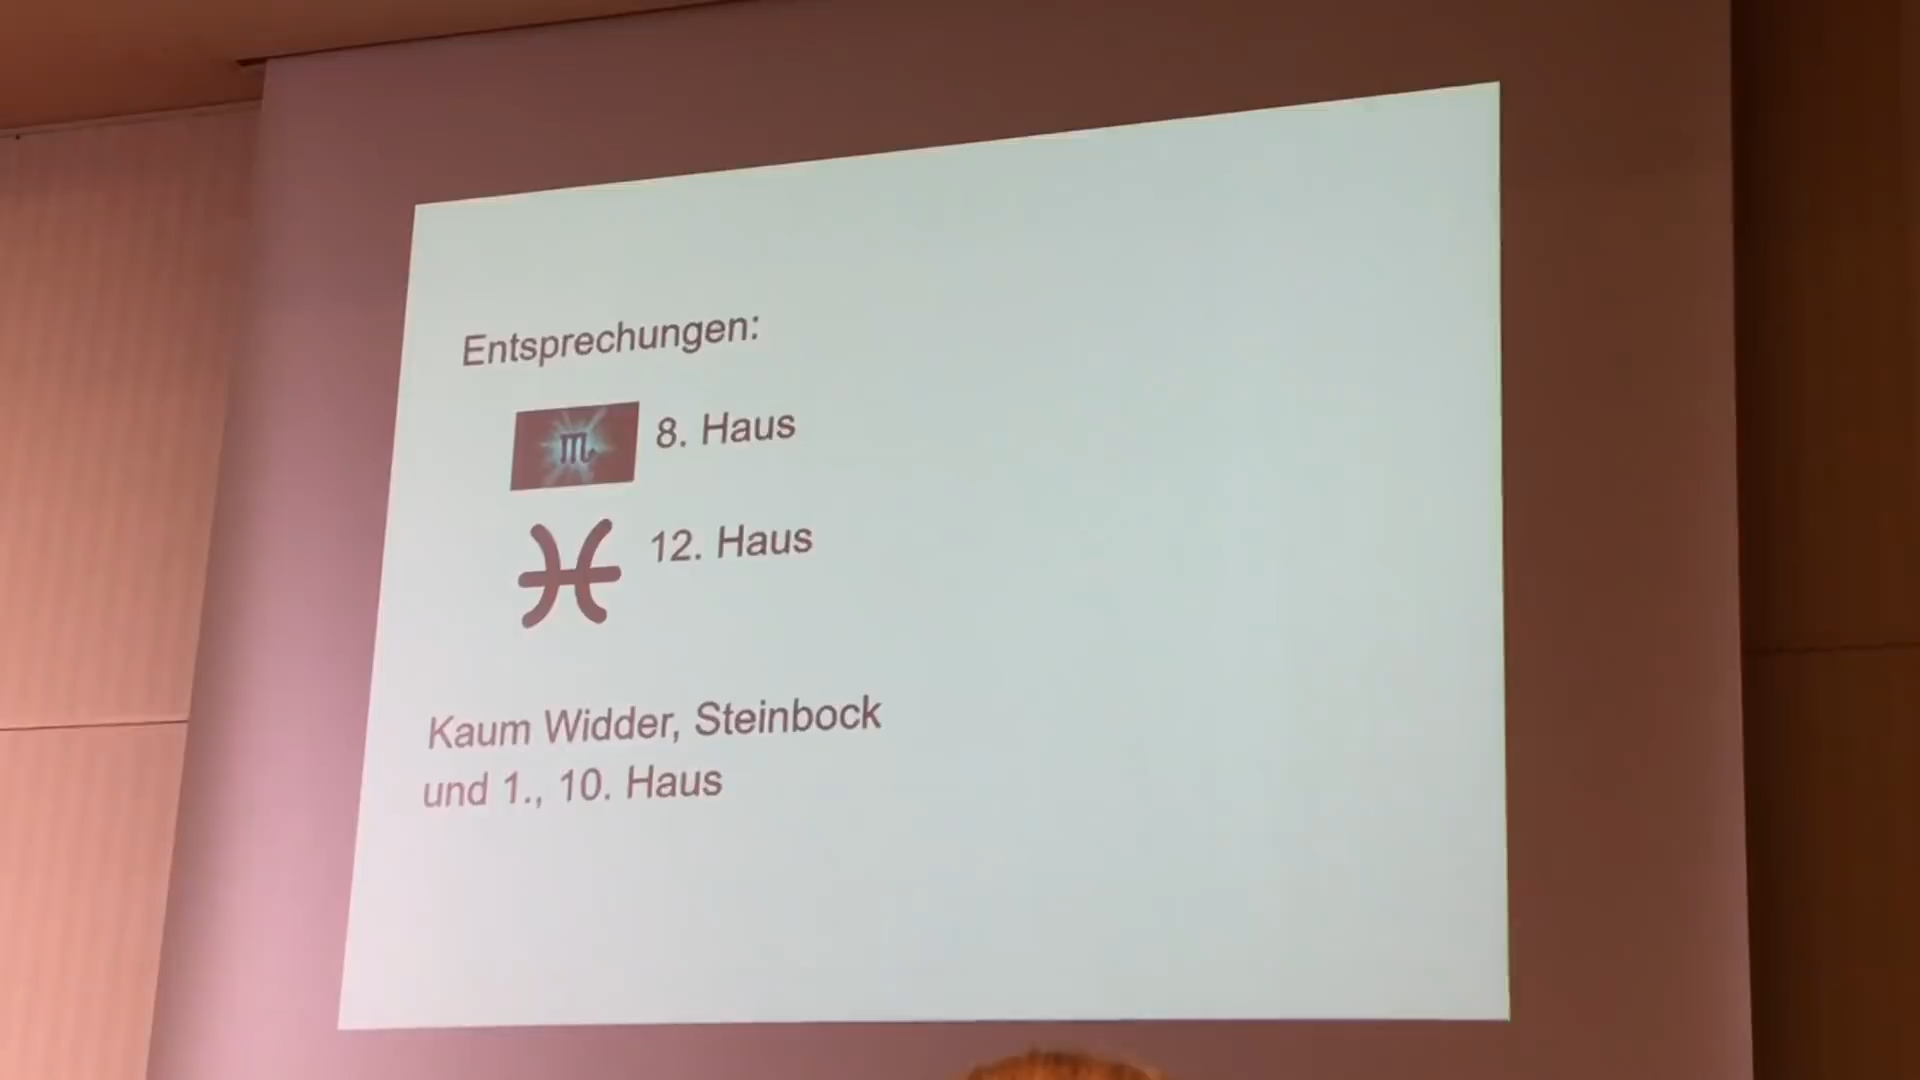 Entsprechungen:
♏ 8. Haus
♓ 12. Haus
Kaum Widder, Steinbock
und 1., 10. Haus